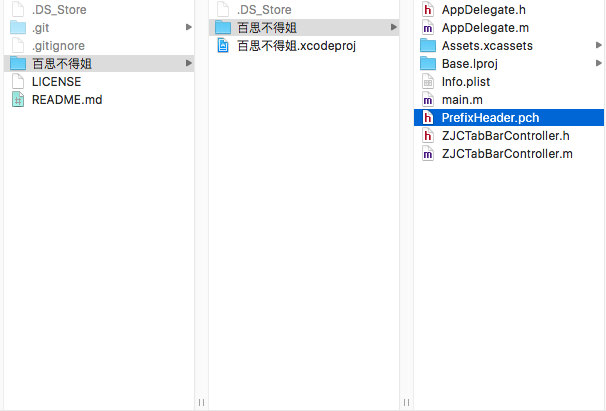 .DS_Store
.git
.gitignore
百思不得姐
LICENSE
README.md
.DS_Store
百思不得姐
百思不得姐.xcodeproj
AppDelegate.h
AppDelegate.m
Assets.xcassets
Base.lproj
Info.plist
main.m
PrefixHeader.pch
ZJCTabBarController.h
ZJCTabBarController.m